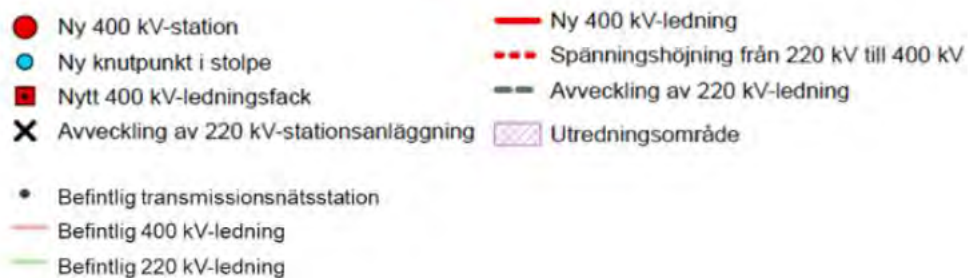 Ny 400 kV-station
Ny knutpunkt i stolpe
Nytt 400 kV-ledningsfack
Avveckling av 220 kV-stationsanläggning
Befintlig transmissionsnätsstation
Befintlig 400 kV-ledning
Befintlig 220 kV-ledning
Ny 400 kV-ledning
Spänningshöjning från 220 kV till 400 kV
Avveckling av 220 kV-ledning
Utredningsområde